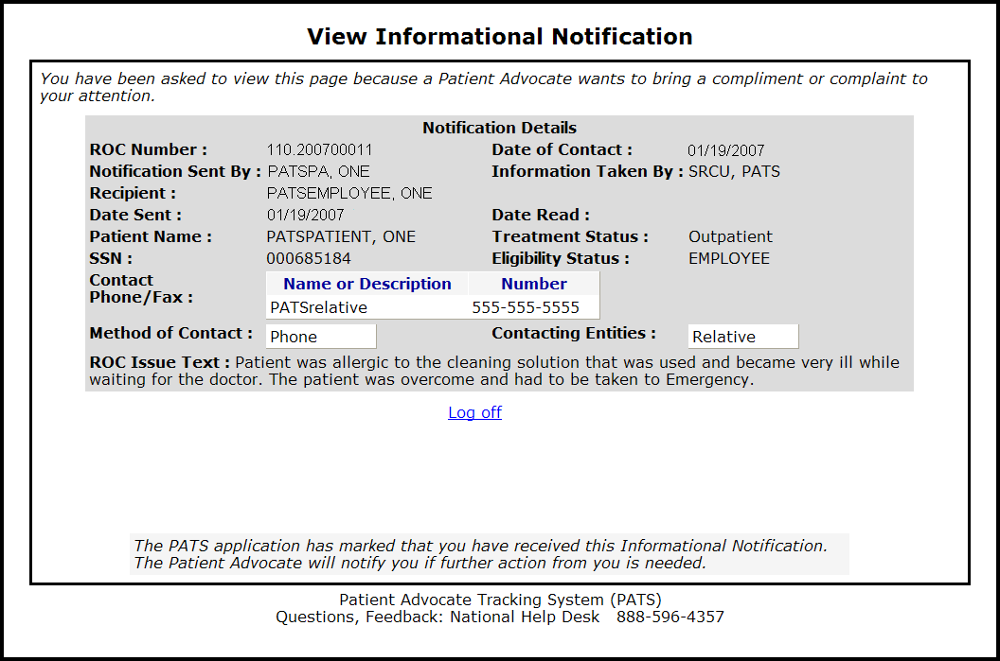 View Informational Notification
You have been asked to view this page because a Patient Advocate wants to bring a compliment or complaint to
your attention.
Notification Details
ROC Number : 110.200700011 Date of Contact : 01/19/2007
Notification Sent By : PATSPA, ONE Information Taken By : SRCU, PATS
Recipient : PATSEMPLOYEE, ONE
Date Sent : 01/19/2007 Date Read :
Patient Name : PATSPATIENT, ONE Treatment Status : Outpatient
SSN : 000685184 Eligibility Status : EMPLOYEE
Contact
Phone/Fax :
Name or Description Number
PATSrelative 555-555-5555
Method of Contact : Phone Contacting Entities : Relative
ROC Issue Text : Patient was allergic to the cleaning solution that was used and became very ill while
waiting for the doctor. The patient was overcome and had to be taken to Emergency.
Log off
The PATS application has marked that you have received this Informational Notification.
The Patient Advocate will notify you if further action from you is needed.
Patient Advocate Tracking System (PATS)
Questions, Feedback: National Help Desk 888-596-4357